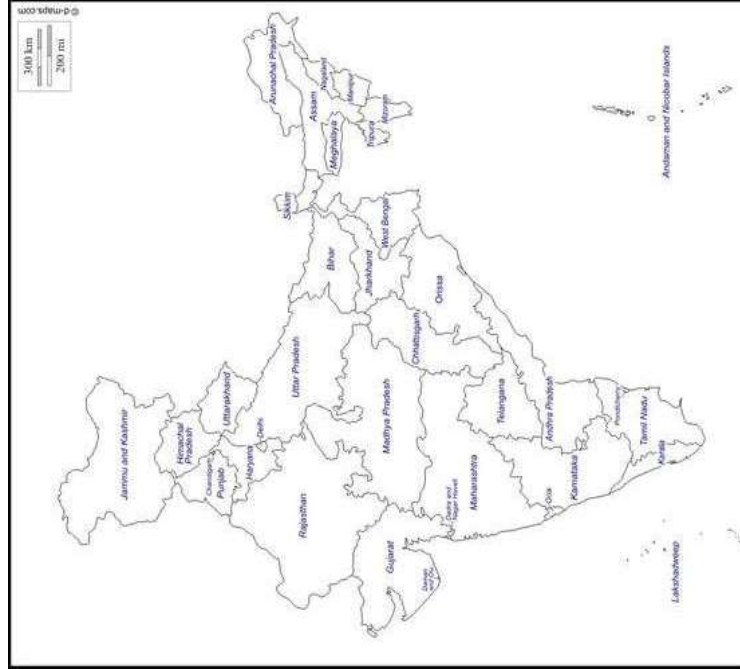 © d-maps.com
300 km
200 mi
Jammu and Kashmir
Himachal
Pradesh
Chandigarh
Punjab
Uttarakhand
Haryana
Delhi
Rajasthan
Uttar Pradesh
Bihar
Sikkim
Arunachal Pradesh
Assam
Nagaland
Meghalaya
Manipur
Tripura
Mizoram
Gujarat
Daman
and Diu
Madhya Pradesh
Chhattisgarh
Jharkhand
West Bengal
Orissa
Dadra and
Nagar Haveli
Maharashtra
Telangana
Andhra Pradesh
Goa
Karnataka
Pondicherry
Tamil Nadu
Kerala
Lakshadweep
Andaman and Nicobar Islands